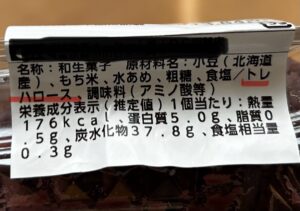 名称:和生菓子 原材料名:小豆(北海道
産)、もち米、水あめ、粗糖、食塩/トレ
ハロース、調味料(アミノ酸等)
栄養成分表示(推定値)1個当たり:熱量
176kcal、蛋白質5.0g、脂質0
.5g、炭水化物37.8g、食塩相当量
0.3g